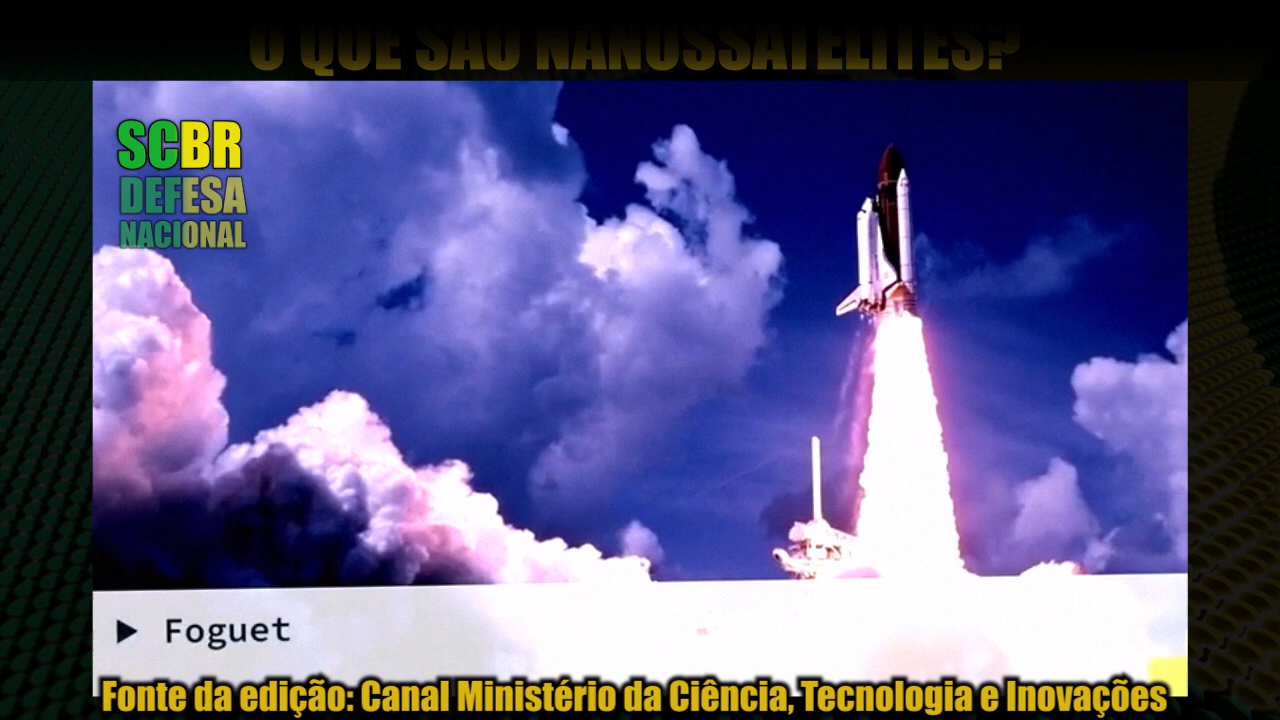 O QUE SÃO NANOSSATÉLITES?
SCBR
DEFESA
NACIONAL
▶ Foguet
Fonte da edição: Canal Ministério da Ciência, Tecnologia e Inovações